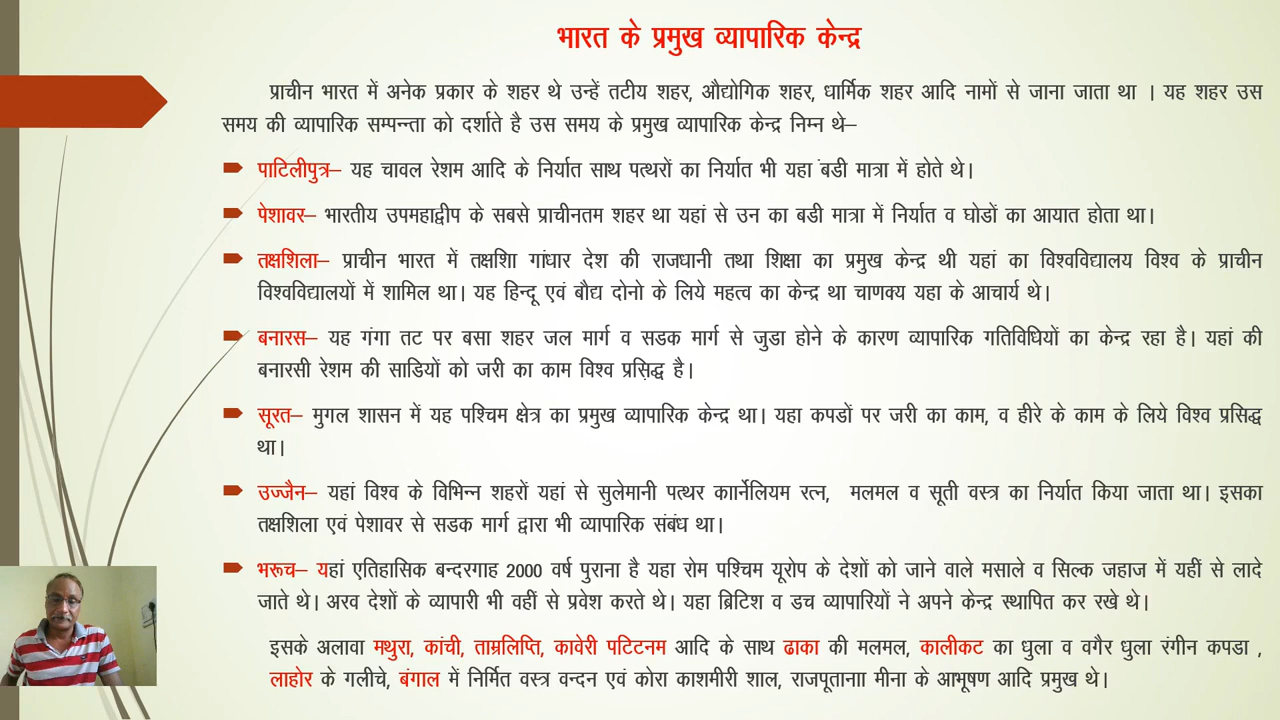 भारत के प्रमुख व्यापारिक केन्द्र
प्राचीन भारत में अनेक प्रकार के शहर थे उन्हें तटीय शहर, औद्योगिक शहर, धार्मिक शहर आदि नामों से जाना जाता था । यह शहर उस
समय की व्यापारिक सम्पन्नता को दर्शाते है उस समय के प्रमुख व्यापारिक केन्द्र निम्न थे–
पाटिलीपुत्र– यह चावल रेशम आदि के निर्यात साथ पत्थरों का निर्यात भी यहा बंडी मात्रा में होते थे।
पेशावर– भारतीय उपमहाद्वीप के सबसे प्राचीनतम शहर था यहां से उन का बडी मात्रा में निर्यात व घोडों का आयात होता था।
तक्षशिला– प्राचीन भारत में तक्षशिा गांधार देश की राजधानी तथा शिक्षा का प्रमुख केन्द्र थी यहां का विश्वविद्यालय विश्व के प्राचीन
विश्वविद्यालयों में शामिल था। यह हिन्दू एवं बौद्य दोनो के लिये महत्व का केन्द्र था चाणक्य यहा के आचार्य थे।
बनारस– यह गंगा तट पर बसा शहर जल मार्ग व सडक मार्ग से जुडा होने के कारण व्यापारिक गतिविधियों का केन्द्र रहा है। यहां की
बनारसी रेशम की साडियों को जरी का काम विश्व प्रसिद्ध है।
सूरत– मुगल शासन में यह पश्चिम क्षेत्र का प्रमुख व्यापारिक केन्द्र था। यहा कपडों पर जरी का काम, व हीरे के काम के लिये विश्व प्रसिद्ध
था।
उज्जैन– यहां विश्व के विभिन्न शहरों यहां से सुलेमानी पत्थर काार्नेलियम रत्न, मलमल व सूती वस्त्र का निर्यात किया जाता था। इसका
तक्षशिला एवं पेशावर से सडक मार्ग द्वारा भी व्यापारिक संबंध था।
भरूच– यहां एतिहासिक बन्दरगाह 2000 वर्ष पुराना है यहा रोम पश्चिम यूरोप के देशों को जाने वाले मसाले व सिल्क जहाज में यहीं से लादे
जाते थे। अरव देशों के व्यापारी भी वहीं से प्रवेश करते थे। यहा ब्रिटिश व डच व्यापारियों ने अपने केन्द्र स्थापित कर रखे थे।
इसके अलावा मथुरा, कांची, ताम्रलिप्ति, कावेरी पटिटनम आदि के साथ ढाका की मलमल, कालीकट का धुला व वगैर धुला रंगीन कपडा ,
लाहोर के गलीचे, बंगाल में निर्मित वस्त्र वन्दन एवं कोरा काशमीरी शाल, राजपूतानाा मीना के आभूषण आदि प्रमुख थे।